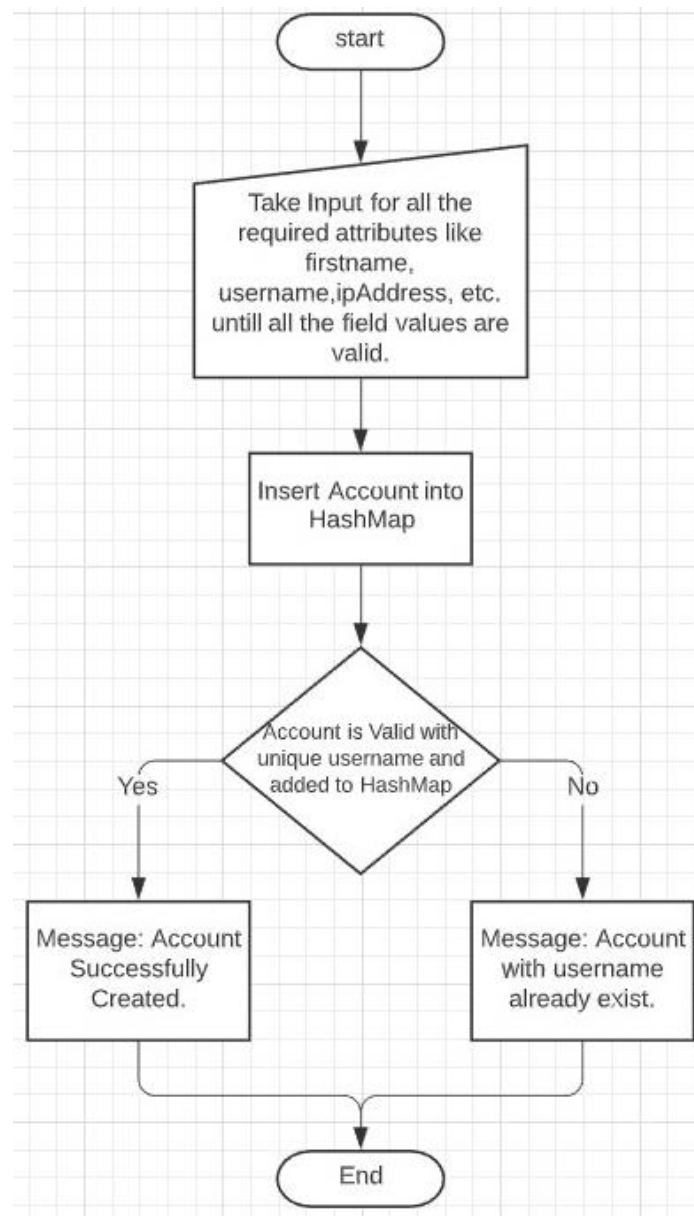 start
Take Input for all the
required attributes like
firstname,
username,ipAddress, etc.
untill all the field values are
valid.
Insert Account into
HashMap
Account is Valid with
unique username and
added to HashMap
Yes
No
Message: Account
Successfully
Created.
Message: Account
with username
already exist.
End